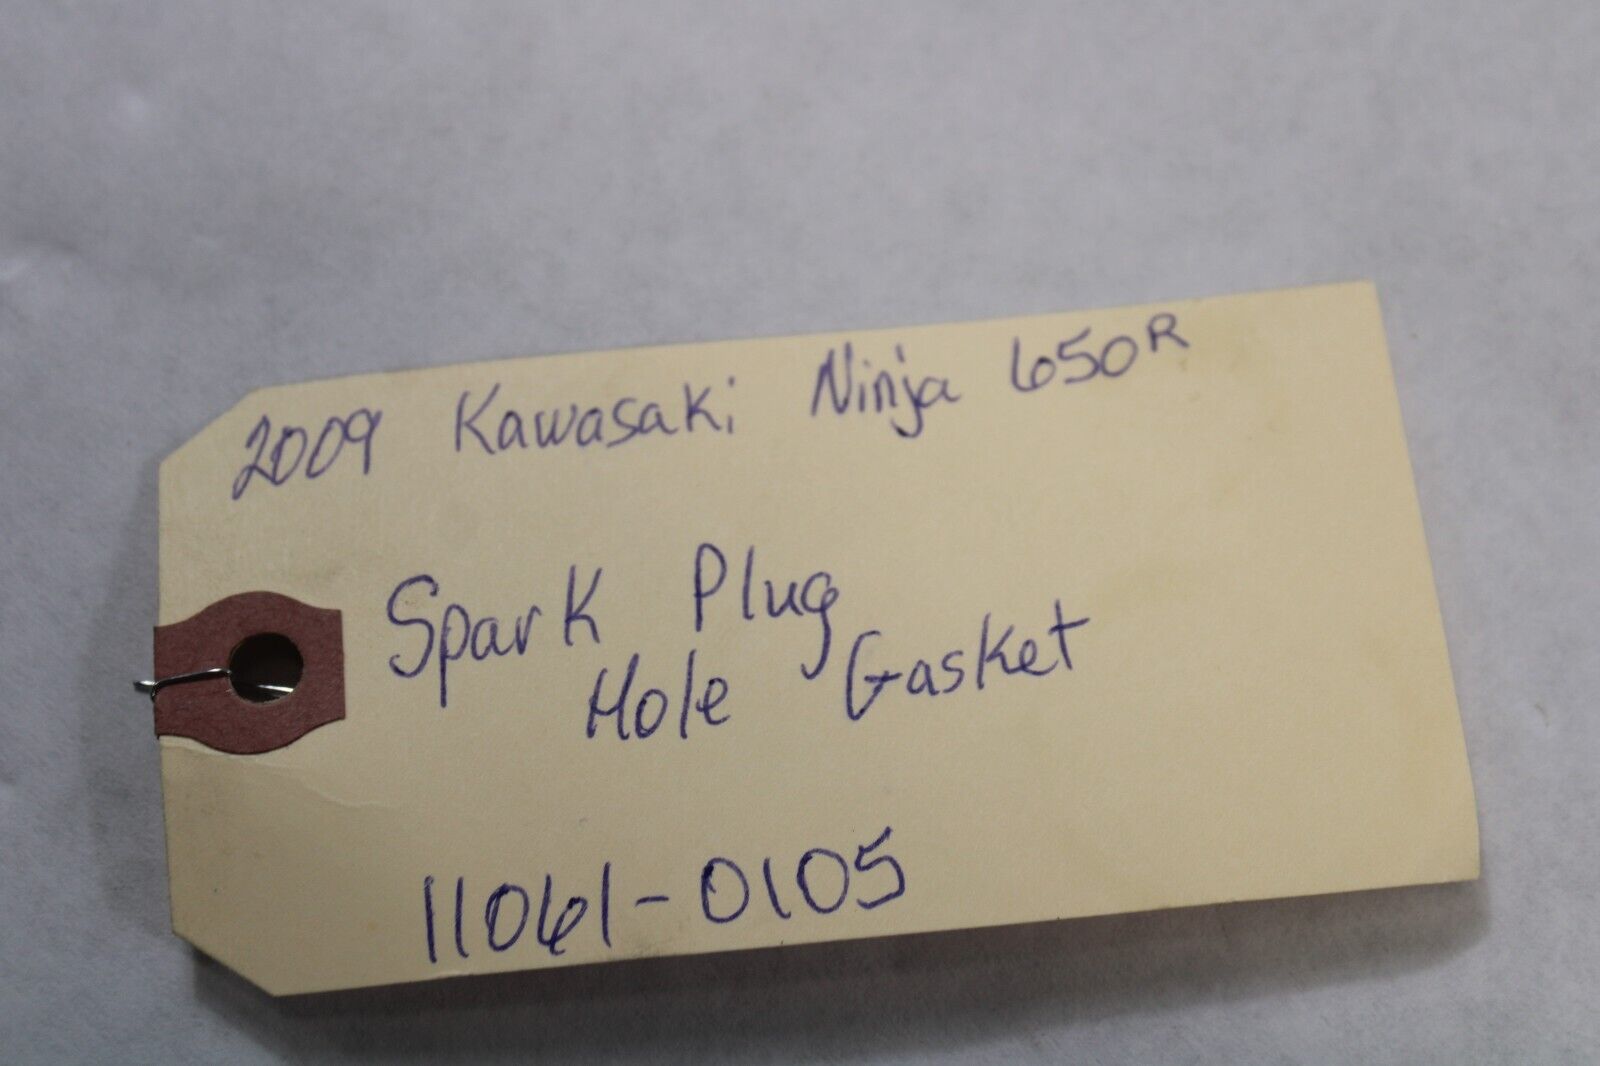 2009 Kawasaki Ninja 650R
Spark Plug
Hole Gasket
11061-0105